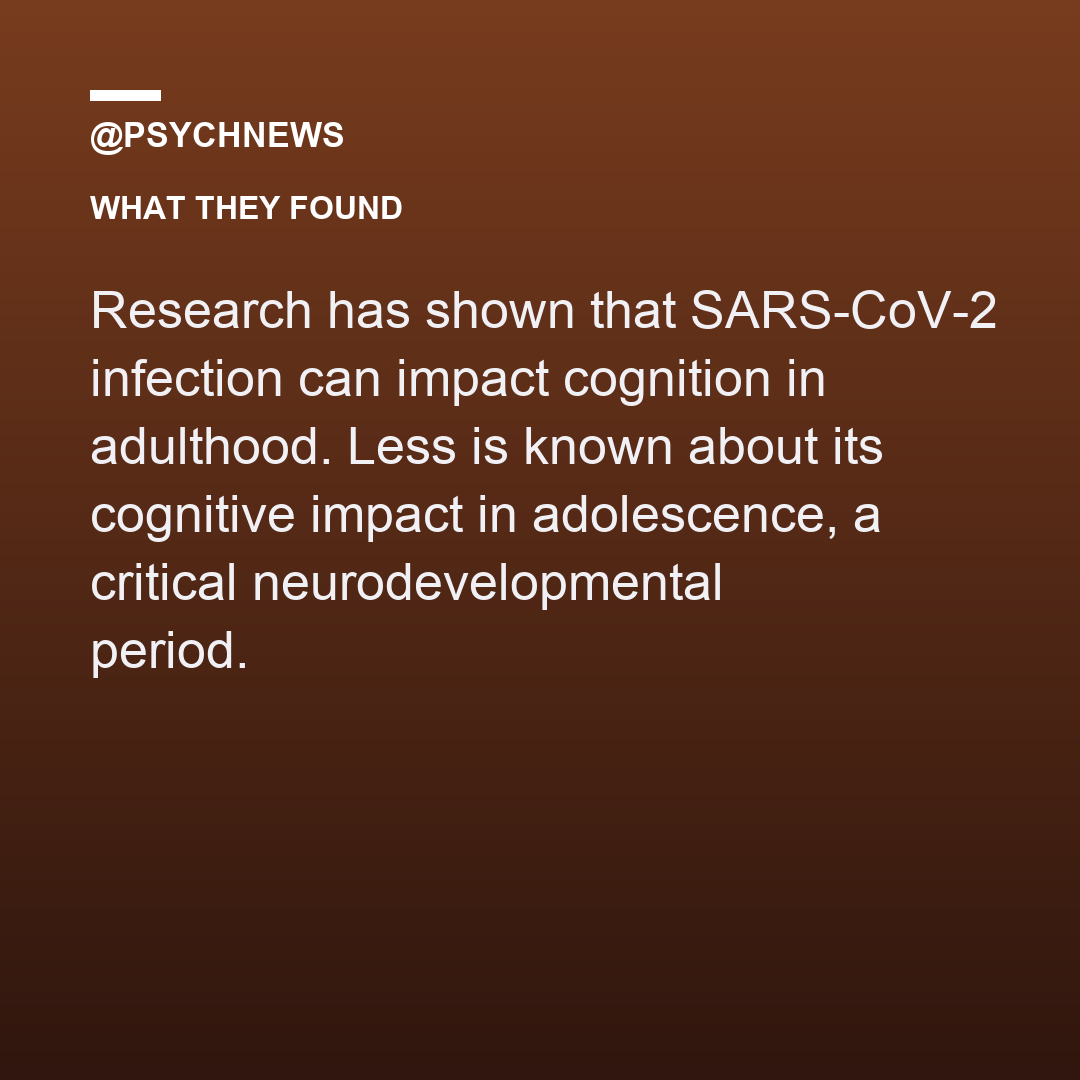 @PSYCHNEWS
WHAT THEY FOUND
Research has shown that SARS-CoV-2
infection can impact cognition in
adulthood. Less is known about its
cognitive impact in adolescence, a
critical neurodevelopmental
period.